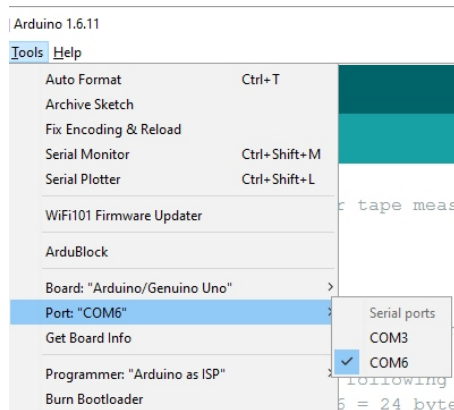 Arduino 1.6.11
Tools Help
Auto Format Ctrl+T
Archive Sketch
Fix Encoding & Reload
Serial Monitor Ctrl+Shift+M
Serial Plotter Ctrl+Shift+L
tape meas
WiFi101 Firmware Updater
ArduBlock
Board: "Arduino/Genuino Uno" >
Port: "COM6" >
Serial ports
Get Board Info
COM3
✓ COM6
Programmer: "Arduino as ISP" >
following
Burn Bootloader
6 = 24 byte